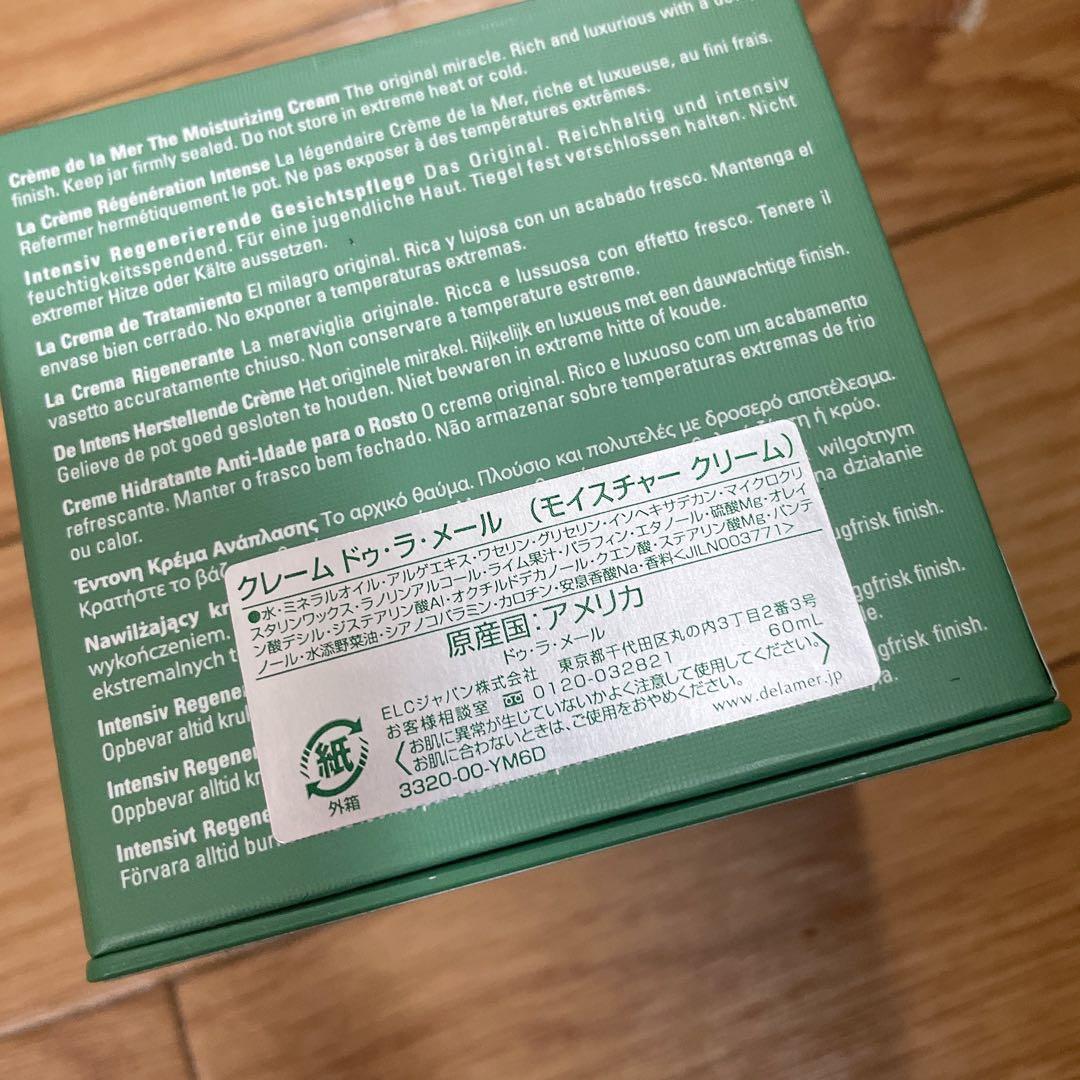 Crème de la Mer The Moisturizing Cream The original miracle. Rich and luxurious with a
finish. Keep jar firmly sealed. Do not store in extreme heat or cold.
La Crème Régénération Intense La légendaire Crème de la Mer, riche et luxueuse, au fini frais.
Refermer hermétiquement le pot. Ne pas exposer à des températures extrêmes.
Intensiv Regenerierende Gesichtspflege Das Original. Reichhaltig und intensiv
feuchtigkeitsspendend. Für eine jugendliche Haut. Tiegel fest verschlossen halten. Nicht
extremer Hitze oder Kälte aussetzen.
La Crema de Tratamiento El milagro original. Rica y lujosa con un acabado fresco. Mantenga el
envase bien cerrado. No exponer a temperaturas extremas.
La Crema Rigenerante La meraviglia originale. Ricca e lussuosa con effetto fresco. Tenere il
vasetto accuratamente chiuso. Non conservare a temperature estreme.
De Intens Herstellende Crème Het originele mirakel. Rijkelijk en luxueus met een dauwachtige finish.
Gelieve de pot goed gesloten te houden. Niet bewaren in extreme hitte of koude.
Creme Hidratante Anti-Idade para o Rosto O creme original. Rico e luxuoso com um acabamento
refrescante. Manter o frasco bem fechado. Não armazenar sobre temperaturas extremas de frio
ou calor.
Έντονη Κρέμα Ανάπλασης Το αρχικό θαύμα. Πλούσιο και πολυτελές με δροσερό αποτέλεσμα.
Κρατήστε το βάζ ή κρύο.
Nawilżający wilgotnym
wykończeniem. na działanie
ekstremalnych
Intensiv Regener ugfrisk finish.
Opbevar altid
Intensiv Regener ggfrisk finish.
Oppbevar alltid
Intensivt Regene frisk finish.
Förvara alltid
クレーム ドゥ・ラ・メール (モイスチャー クリーム)
●水・ミネラルオイル・アルゲエキス・ワセリン・グリセリン・イソヘキサデカン・マイクロクリ
スタリンワックス・ラノリンアルコール・ライム果汁・パラフィン・エタノール・硫酸Mg・オレイ
ン酸デシル・ジステアリン酸Al・オクチルドデカノール・クエン酸・ステアリン酸Mg・パンテ
ノール・水添野菜油・シアノコバラミン・カロチン・安息香酸Na・香料<JILN003771>
原産国:アメリカ
ドゥ・ラ・メール 60mL
ELCジャパン株式会社 東京都千代田区丸の内3丁目2番3号
お客様相談室 0120-032821
〈お肌に異常が生じていないかよく注意して使用してください。
お肌に合わないときは、ご使用をおやめください。〉
3320-00-YM6D www.delamer.jp
紙
外箱